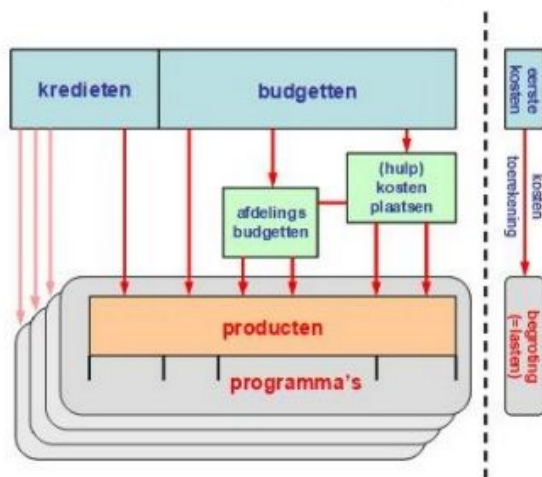 kredieten
budgetten
eerste
kosten
(hulp)
kosten
plaatsen
afdelings
budgetten
kosten
toerekening
producten
programma's
begroting
(=lasten)